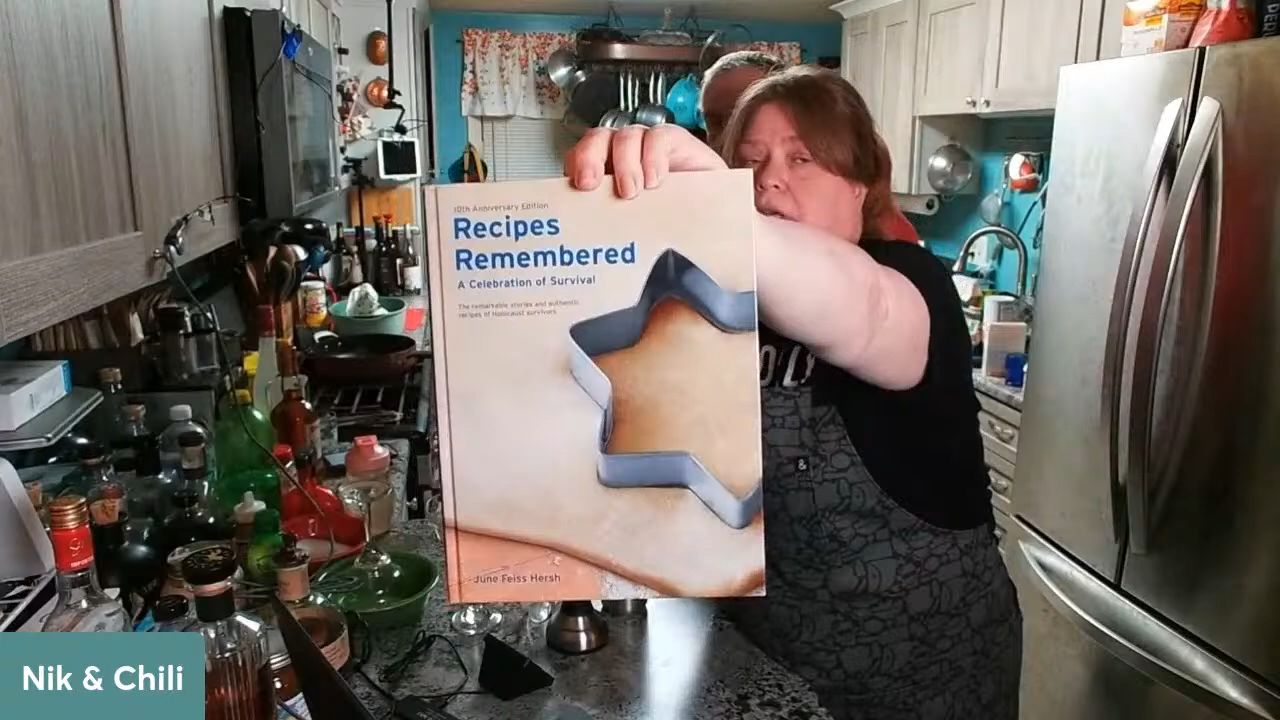 10th Anniversary Edition
Recipes
Remembered
A Celebration of Survival
The remarkable stories and authentic
recipes of Holocaust survivors
June Feiss Hersh
&
Nik & Chili